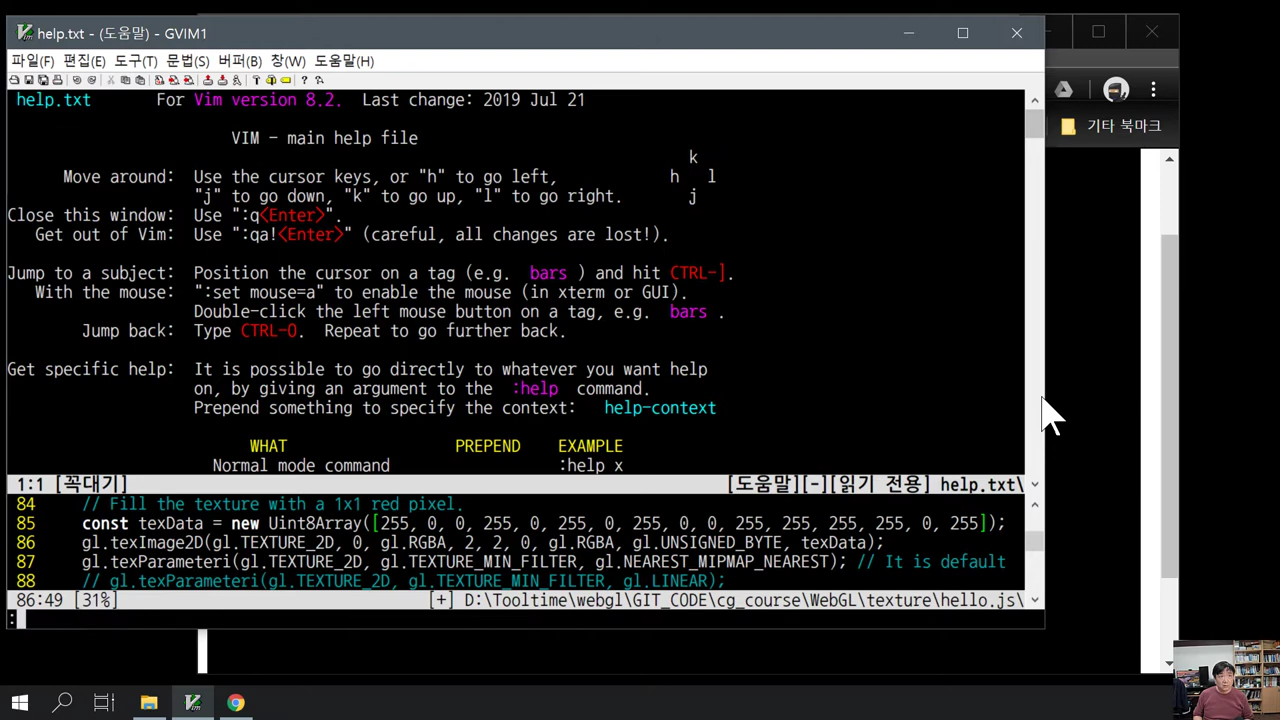 help.txt - (도움말) - GVIM1
파일(F) 편집(E) 도구(T) 문법(S) 버퍼(B) 창(W) 도움말(H)
기타 북마크
help.txt For Vim version 8.2. Last change: 2019 Jul 21
VIM - main help file
k
Move around: Use the cursor keys, or "h" to go left, h l
"j" to go down, "k" to go up, "l" to go right. j
Close this window: Use ":q<Enter>".
Get out of Vim: Use ":qa!<Enter>" (careful, all changes are lost!).
Jump to a subject: Position the cursor on a tag (e.g. bars ) and hit CTRL-].
With the mouse: ":set mouse=a" to enable the mouse (in xterm or GUI).
Double-click the left mouse button on a tag, e.g. bars .
Jump back: Type CTRL-O. Repeat to go further back.
Get specific help: It is possible to go directly to whatever you want help
on, by giving an argument to the :help command.
Prepend something to specify the context: help-context
WHAT PREPEND EXAMPLE
Normal mode command :help x
1:1 [꼭대기] [도움말][-][읽기 전용] help.txt\
84 // Fill the texture with a 1x1 red pixel.
85 const texData = new Uint8Array([255, 0, 0, 255, 0, 255, 0, 255, 0, 0, 255, 255, 255, 255, 0, 255]);
86 gl.texImage2D(gl.TEXTURE_2D, 0, gl.RGBA, 2, 2, 0, gl.RGBA, gl.UNSIGNED_BYTE, texData);
87 gl.texParameteri(gl.TEXTURE_2D, gl.TEXTURE_MIN_FILTER, gl.NEAREST_MIPMAP_NEAREST); // It is default
88 // gl.texParameteri(gl.TEXTURE_2D, gl.TEXTURE_MIN_FILTER, gl.LINEAR);
86:49 [31%] [+] D:\Tooltime\webgl\GIT_CODE\cg_course\WebGL\texture\hello.js\
: